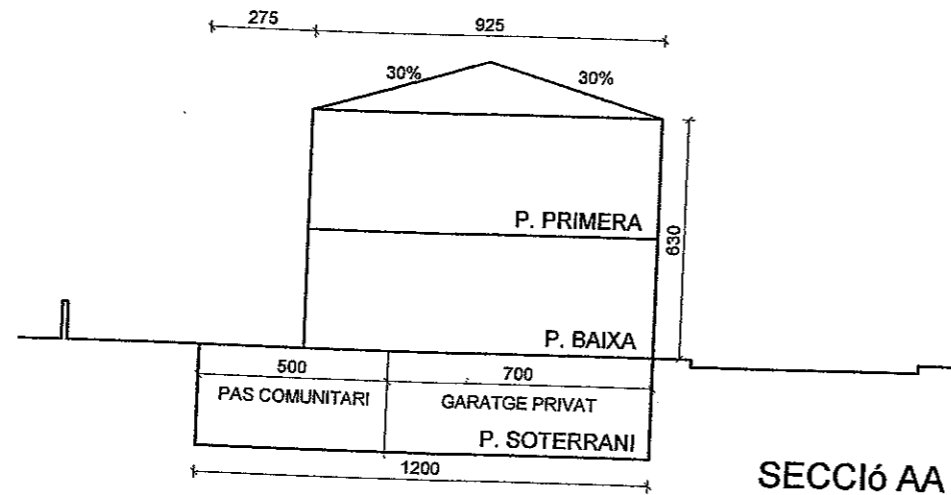 275 925
30% 30%
P. PRIMERA
630
P. BAIXA
500 700
PAS COMUNITARI GARATGE PRIVAT
P. SOTERRANI
1200
SECCIó AA